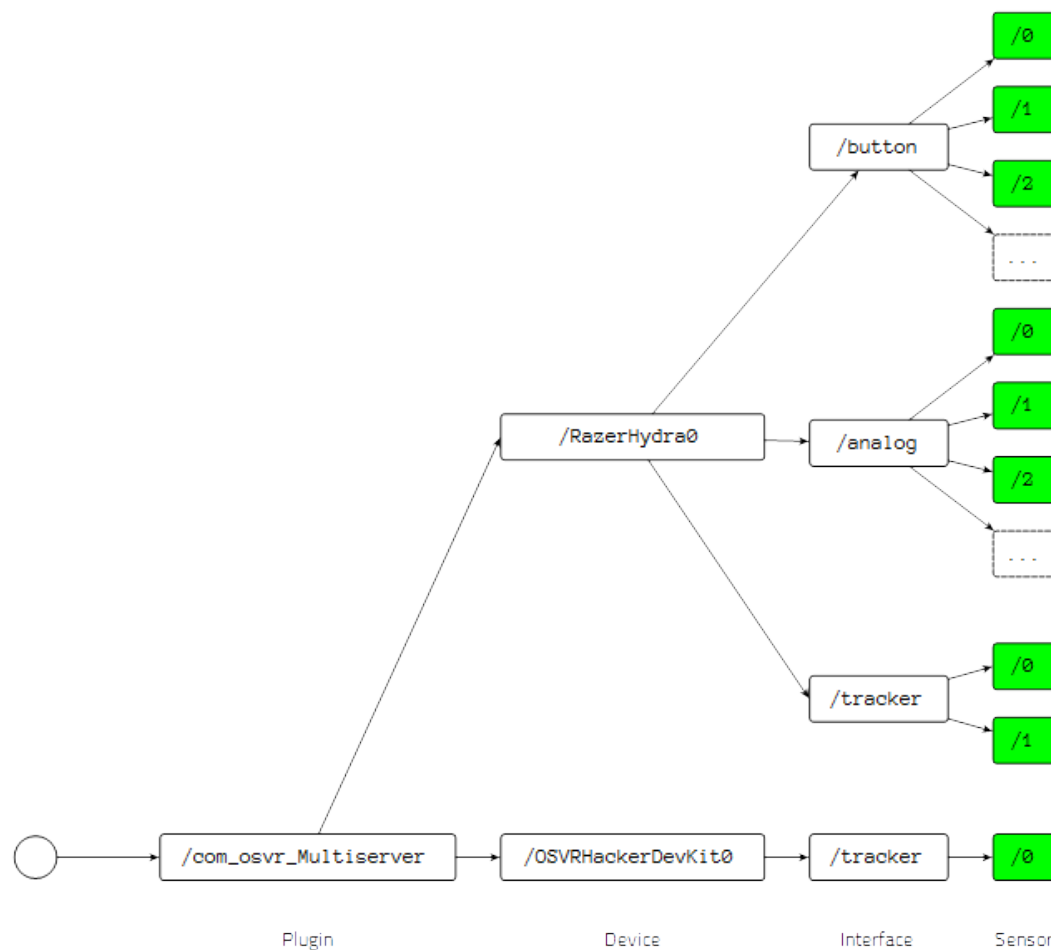 /0
/1
/button
/2
...
/0
/1
/RazerHydra0
/analog
/2
...
/0
/tracker
/1
/com_osvr_Multiserver
/OSVRHackerDevKit0
/tracker
/0
Plugin
Device
Interface
Sensor